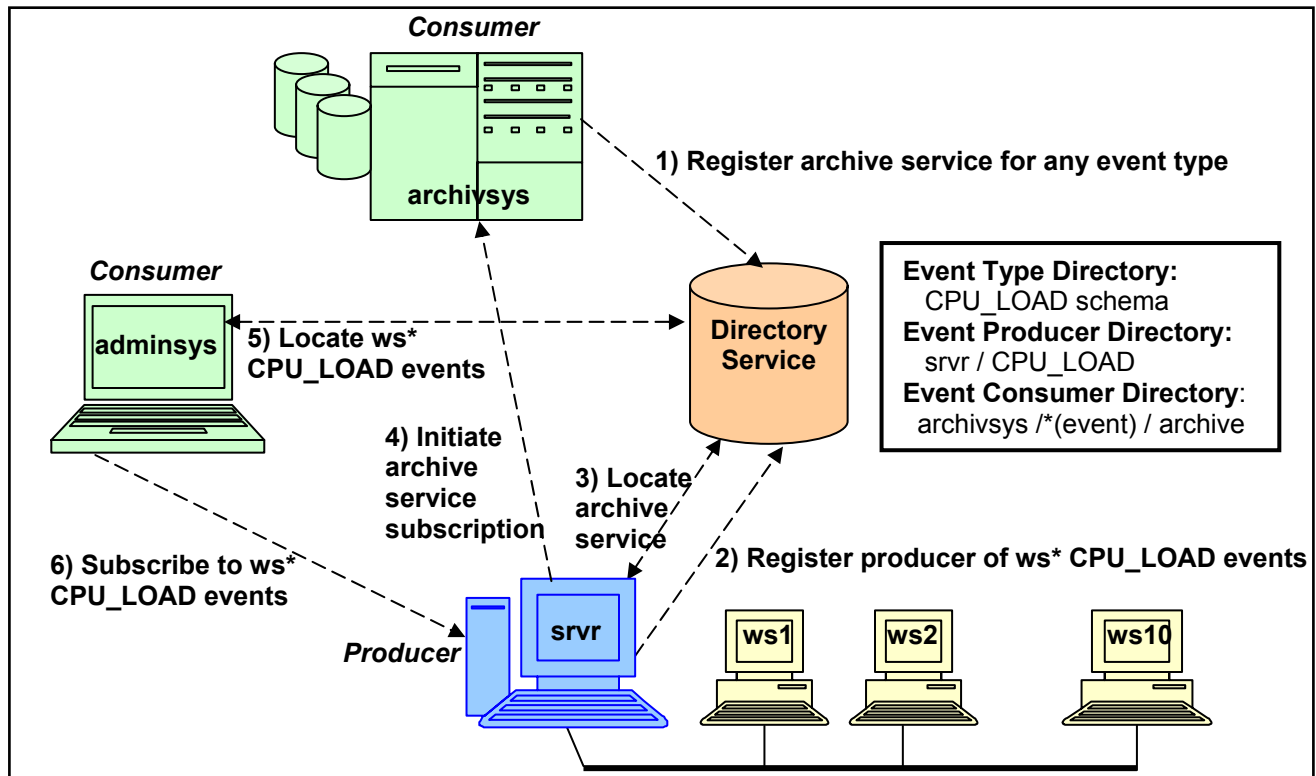 Consumer
archivsys
1) Register archive service for any event type
Consumer
adminsys
5) Locate ws*
CPU_LOAD events
Directory
Service
Event Type Directory:
CPU_LOAD schema
Event Producer Directory:
srvr / CPU_LOAD
Event Consumer Directory:
archivsys /*(event) / archive
4) Initiate
archive
service
subscription
3) Locate
archive
service
2) Register producer of ws* CPU_LOAD events
6) Subscribe to ws*
CPU_LOAD events
Producer
srvr
ws1
ws2
ws10